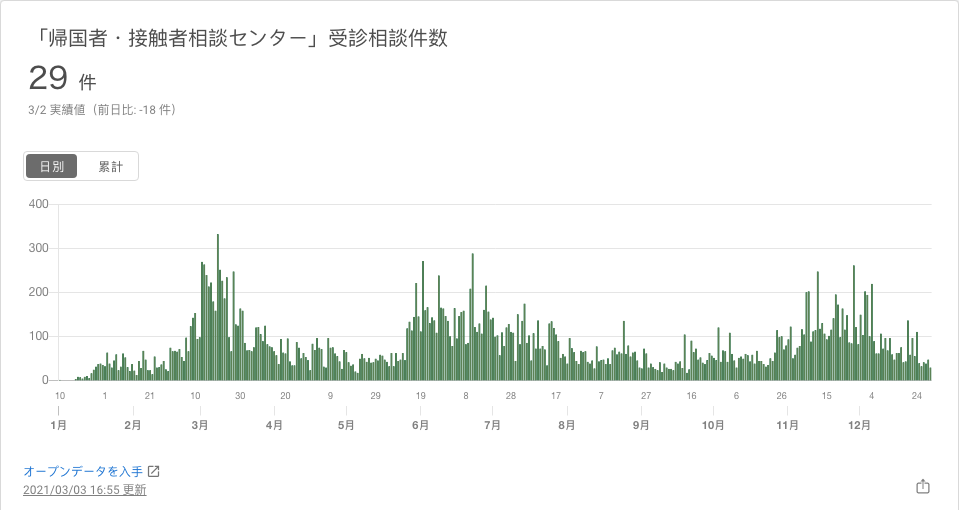 「帰国者・接触者相談センター」受診相談件数
29 件
3/2 実績値（前日比: -18 件）
日別 累計
400
300
200
100
0
10 1 21 10 30 20 9 29 19 8 28 17 7 27 16 6 26 15 4 24
1月 2月 3月 4月 5月 6月 7月 8月 9月 10月 11月 12月
オープンデータを入手
2021/03/03 16:55 更新